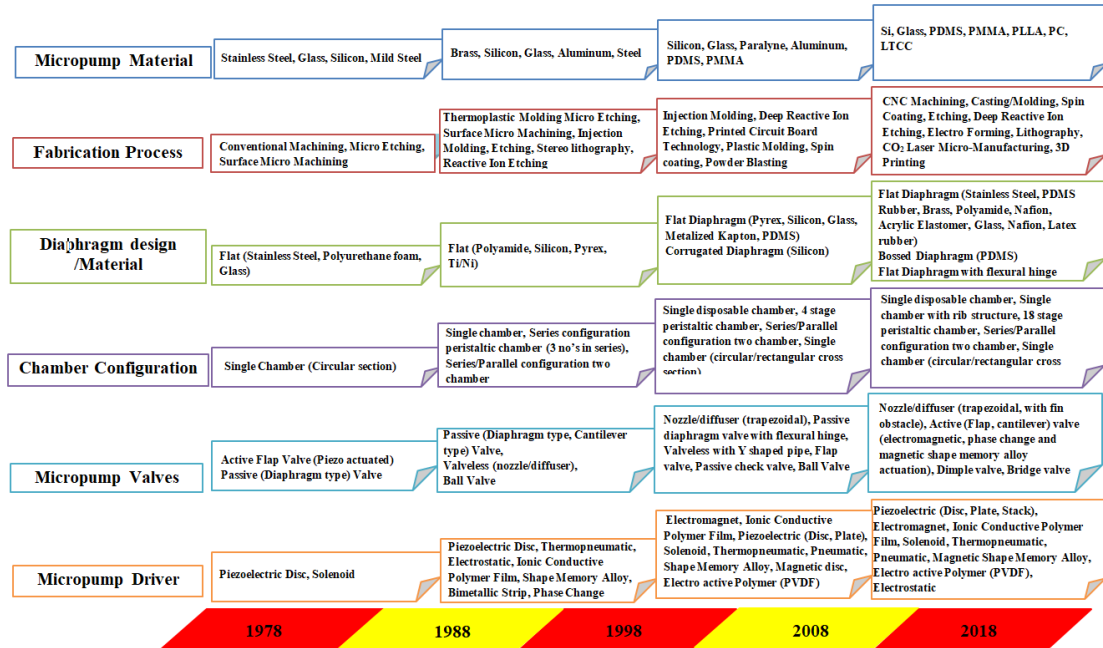 Micropump Material
Stainless Steel, Glass, Silicon, Mild Steel
Brass, Silicon, Glass, Aluminum, Steel
Silicon, Glass, Paralyne, Aluminum,
PDMS, PMMA
Si, Glass, PDMS, PMMA, PLLA, PC,
LTCC
Fabrication Process
Conventional Machining, Micro Etching,
Surface Micro Machining
Thermoplastic Molding Micro Etching,
Surface Micro Machining, Injection
Molding, Etching, Stereo lithography,
Reactive Ion Etching
Injection Molding, Deep Reactive Ion
Etching, Printed Circuit Board
Technology, Plastic Molding, Spin
coating, Powder Blasting
CNC Machining, Casting/Molding, Spin
Coating, Etching, Deep Reactive Ion
Etching, Electro Forming, Lithography,
CO₂ Laser Micro-Manufacturing, 3D
Printing
Diaphragm design
/Material
Flat (Stainless Steel, Polyurethane foam,
Glass)
Flat (Polyamide, Silicon, Pyrex,
Ti/Ni)
Flat Diaphragm (Pyrex, Silicon, Glass,
Metalized Kapton, PDMS)
Corrugated Diaphragm (Silicon)
Flat Diaphragm (Stainless Steel, PDMS
Rubber, Brass, Polyamide, Nafion,
Acrylic Elastomer, Glass, Nafion, Latex
rubber)
Bossed Diaphragm (PDMS)
Flat Diaphragm with flexural hinge
Chamber Configuration
Single Chamber (Circular section)
Single chamber, Series configuration
peristaltic chamber (3 no's in series),
Series/Parallel configuration two
chamber
Single disposable chamber, 4 stage
peristaltic chamber, Series/Parallel
configuration two chamber, Single
chamber (circular/rectangular cross
section)
Single disposable chamber, Single
chamber with rib structure, 18 stage
peristaltic chamber, Series/Parallel
configuration two chamber, Single
chamber (circular/rectangular cross
Micropump Valves
Active Flap Valve (Piezo actuated)
Passive (Diaphragm type) Valve
Passive (Diaphragm type, Cantilever
type) Valve,
Valveless (nozzle/diffuser),
Ball Valve
Nozzle/diffuser (trapezoidal), Passive
diaphragm valve with flexural hinge,
Valveless with Y shaped pipe, Flap
valve, Passive check valve, Ball Valve
Nozzle/diffuser (trapezoidal, with fin
obstacle), Active (Flap, cantilever) valve
(electromagnetic, phase change and
magnetic shape memory alloy
actuation), Dimple valve, Bridge valve
Micropump Driver
Piezoelectric Disc, Solenoid
Piezoelectric Disc, Thermopneumatic,
Electrostatic, Ionic Conductive
Polymer Film, Shape Memory Alloy,
Bimetallic Strip, Phase Change
Electromagnet, Ionic Conductive
Polymer Film, Piezoelectric (Disc, Plate),
Solenoid, Thermopneumatic, Pneumatic,
Shape Memory Alloy, Magnetic disc,
Electro active Polymer (PVDF)
Piezoelectric (Disc, Plate, Stack),
Electromagnet, Ionic Conductive Polymer
Film, Solenoid, Thermopneumatic,
Pneumatic, Magnetic Shape Memory Alloy,
Electro active Polymer (PVDF),
Electrostatic
1978
1988
1998
2008
2018